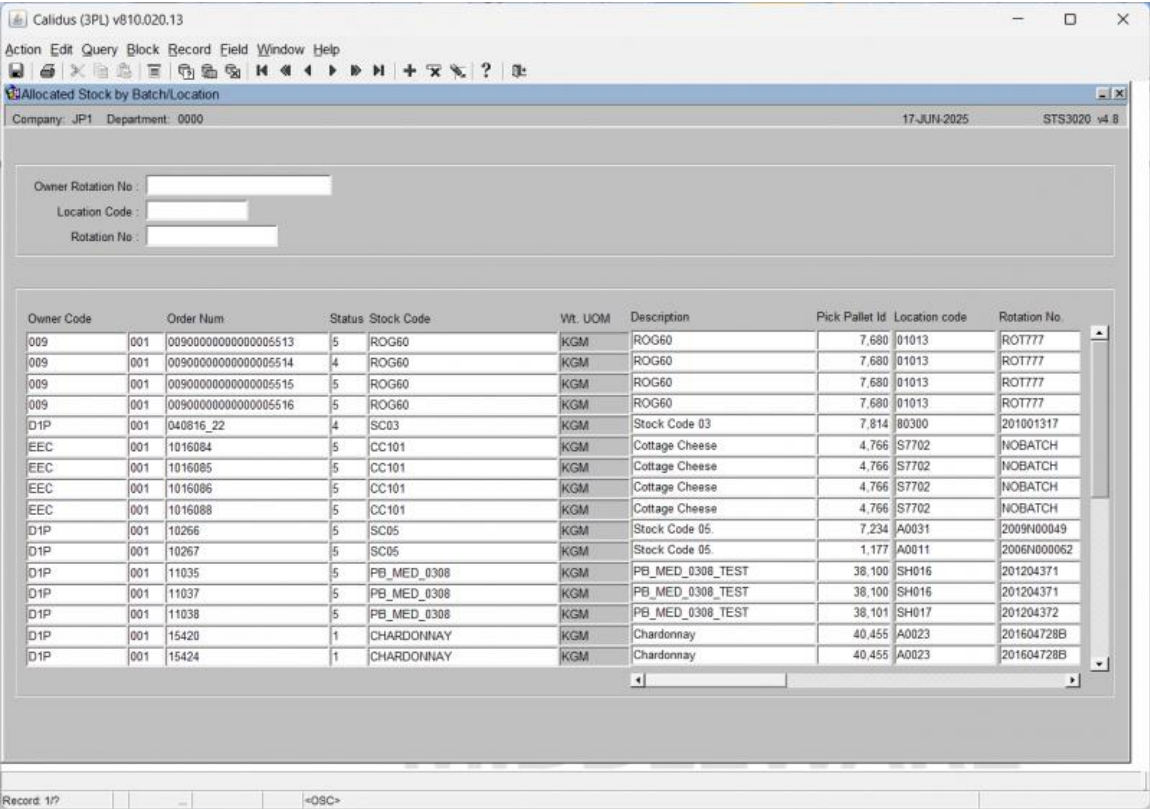 Calidus (3PL) v810.020.13
Action Edit Query Block Record Field Window Help
Allocated Stock by Batch/Location
Company: JP1 Department: 0000 17-JUN-2025 STS3020 v4.8
Owner Rotation No :
Location Code :
Rotation No :
Owner Code Order Num Status Stock Code Wt. UOM Description Pick Pallet Id Location code Rotation No.
009 001 00900000000000005513 5 ROG60 KGM ROG60 7,680 01013 ROT777
009 001 00900000000000005514 4 ROG60 KGM ROG60 7,680 01013 ROT777
009 001 00900000000000005515 5 ROG60 KGM ROG60 7,680 01013 ROT777
009 001 00900000000000005516 5 ROG60 KGM ROG60 7,680 01013 ROT777
D1P 001 040816_22 4 SC03 KGM Stock Code 03 7,814 80300 201001317
EEC 001 1016084 5 CC101 KGM Cottage Cheese 4,766 S7702 NOBATCH
EEC 001 1016085 5 CC101 KGM Cottage Cheese 4,766 S7702 NOBATCH
EEC 001 1016086 5 CC101 KGM Cottage Cheese 4,766 S7702 NOBATCH
EEC 001 1016088 5 CC101 KGM Cottage Cheese 4,766 S7702 NOBATCH
D1P 001 10266 5 SC05 KGM Stock Code 05. 7,234 A0031 2009N00049
D1P 001 10267 5 SC05 KGM Stock Code 05. 1,177 A0011 2006N000062
D1P 001 11035 5 PB_MED_0308 KGM PB_MED_0308_TEST 38,100 SH016 201204371
D1P 001 11037 5 PB_MED_0308 KGM PB_MED_0308_TEST 38,100 SH016 201204371
D1P 001 11038 5 PB_MED_0308 KGM PB_MED_0308_TEST 38,101 SH017 201204372
D1P 001 15420 1 CHARDONNAY KGM Chardonnay 40,455 A0023 201604728B
D1P 001 15424 1 CHARDONNAY KGM Chardonnay 40,455 A0023 201604728B
Record: 1/? ... <OSC>